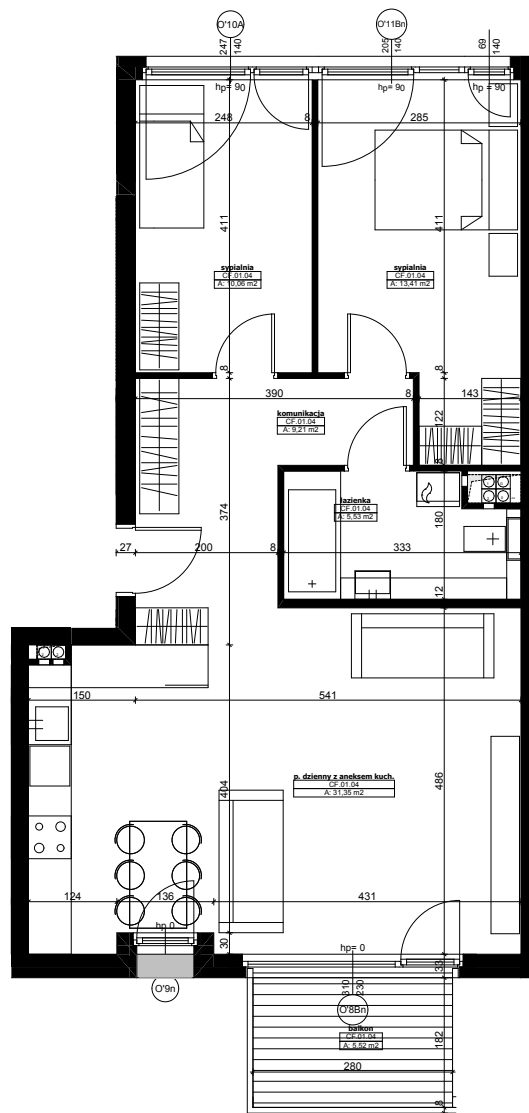 O'10A
247
140
O'11Bn
205
140
69
140
hp= 90
hp= 90
hp= 90
248
8
285
411
411
sypialnia
CF.01.04
A: 10,06 m2
sypialnia
CF.01.04
A: 13,41 m2
8
8
390
8
143
komunikacja
CF.01.04
A: 9,21 m2
122
8
łazienka
CF.01.04
A: 5,53 m2
374
180
27
200
8
333
12
150
541
p. dzienny z aneksem kuch.
CF.01.04
A: 31,35 m2
404
486
124
136
431
hp 0
30
hp= 0
33
O'9n
310
230
O'8Bn
balkon
CF.01.04
A: 5,52 m2
182
280
8